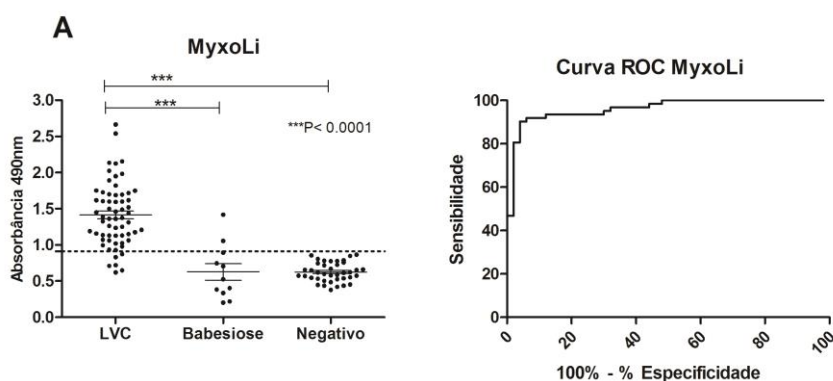 A
MyxoLi
***
***
***P< 0.0001
Absorbância 490nm
3.0
2.5
2.0
1.5
1.0
0.5
0.0
LVC Babesiose Negativo
Curva ROC MyxoLi
Sensibilidade
100
80
60
40
20
0
0 20 40 60 80 100
100% - % Especificidade